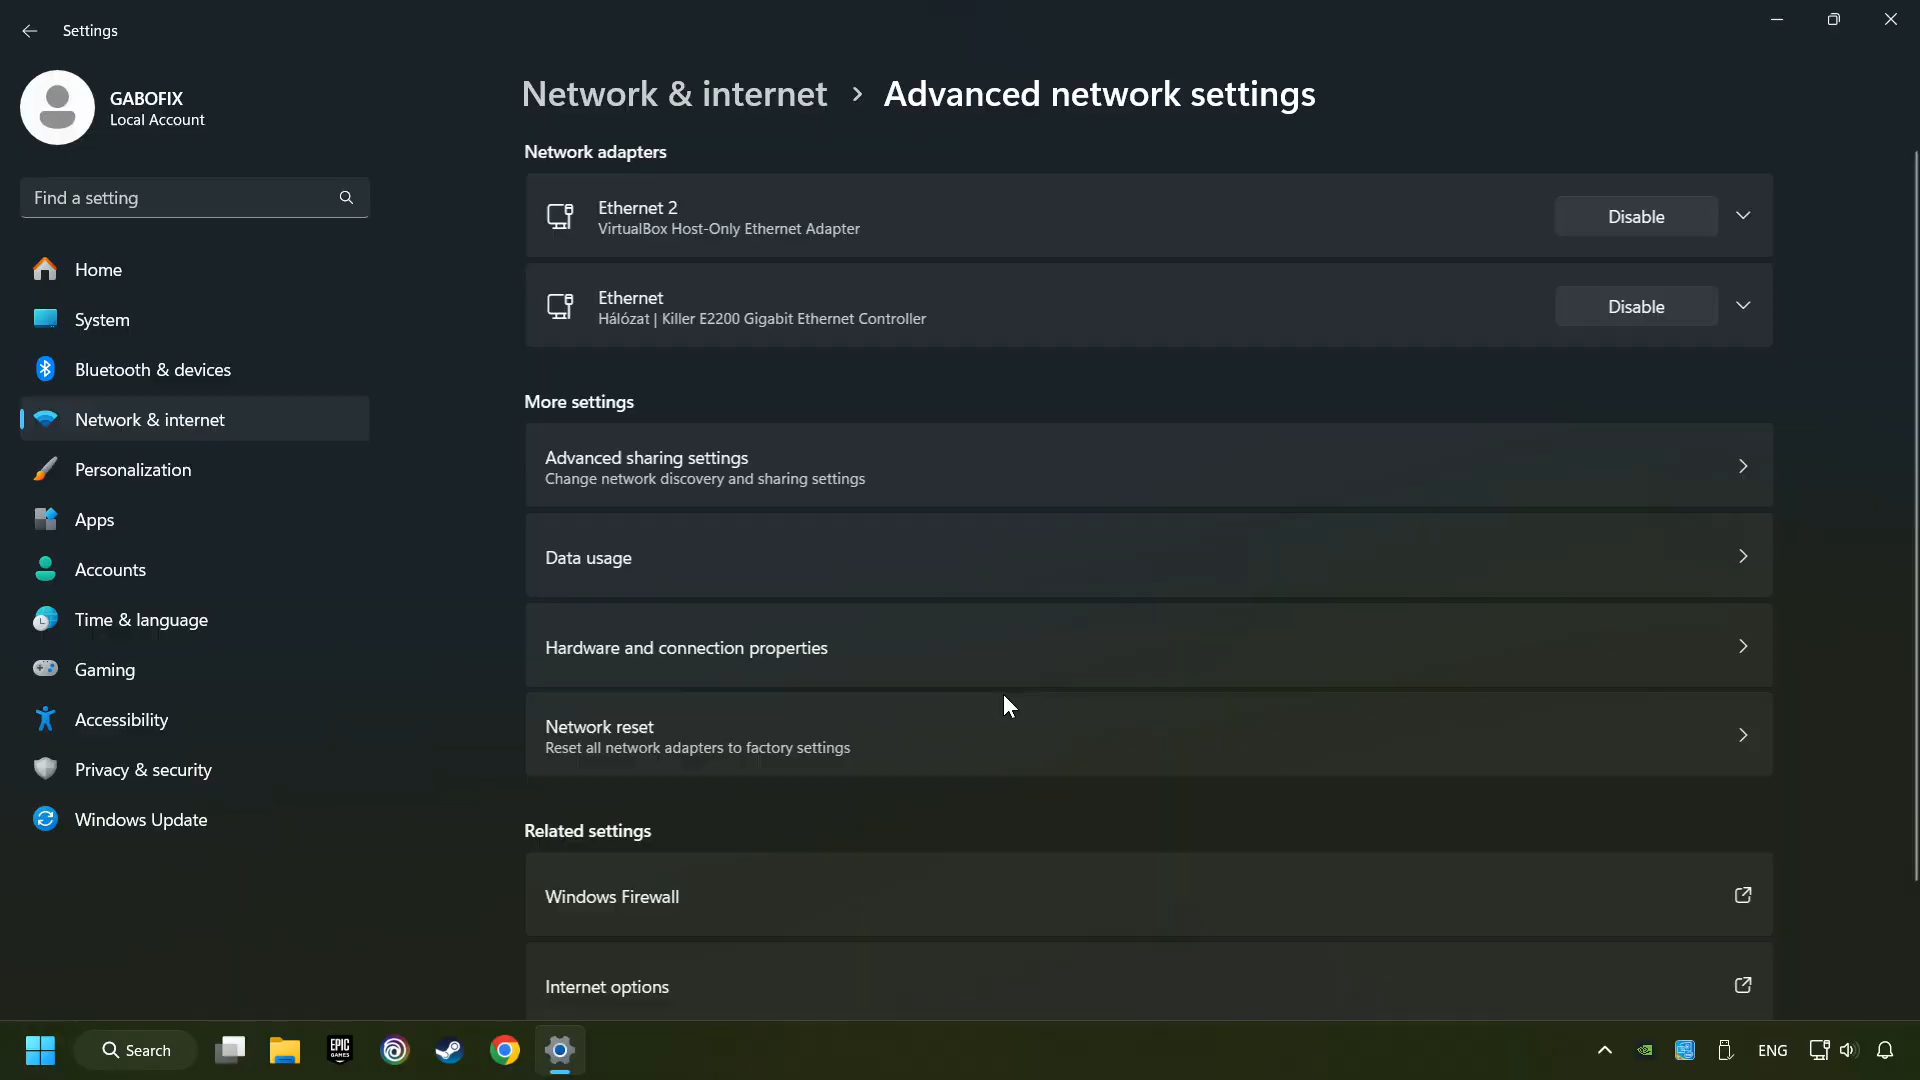 Settings
GABOFIX
Local Account
Find a setting
Home
System
Bluetooth & devices
Network & internet
Personalization
Apps
Accounts
Time & language
Gaming
Accessibility
Privacy & security
Windows Update
Network & internet > Advanced network settings
Network adapters
Ethernet 2
VirtualBox Host-Only Ethernet Adapter
Disable
Ethernet
Hálózat | Killer E2200 Gigabit Ethernet Controller
Disable
More settings
Advanced sharing settings
Change network discovery and sharing settings
Data usage
Hardware and connection properties
Network reset
Reset all network adapters to factory settings
Related settings
Windows Firewall
Internet options
Search
EPIC
GAMES
ENG